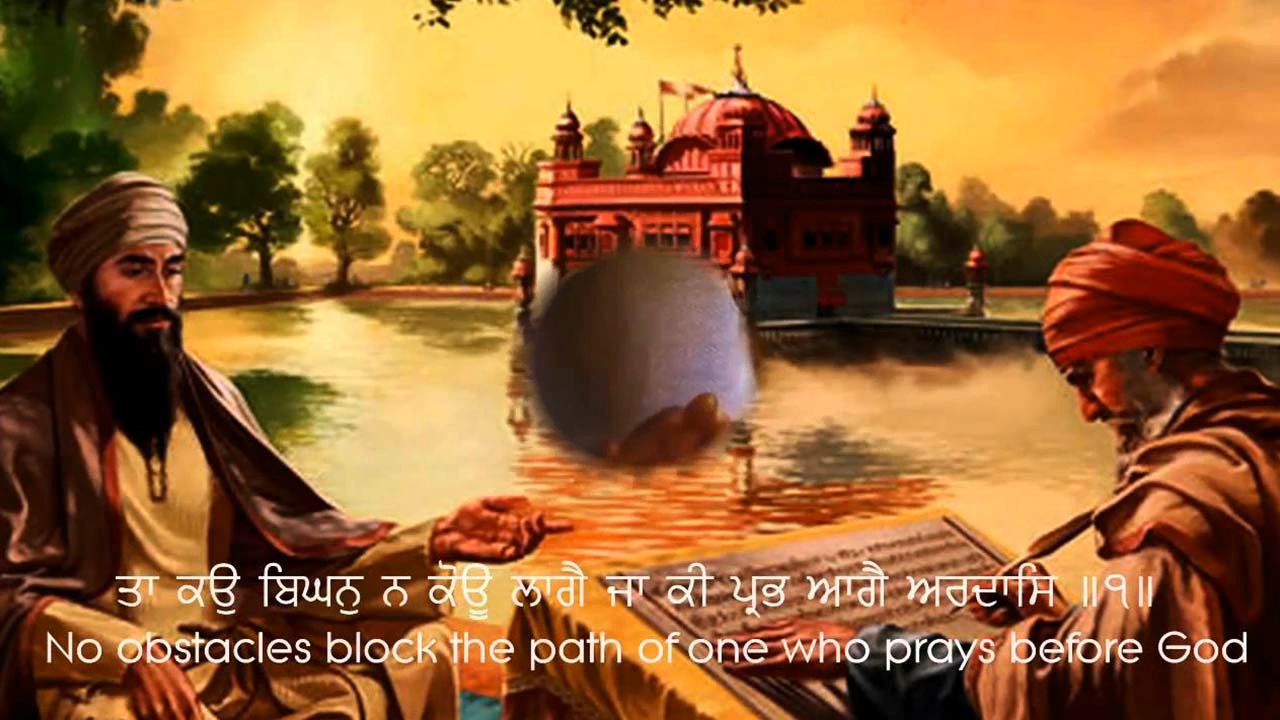 ਤਾ ਕਉ ਬਿਘਨੁ ਨ ਕੋਊ ਲਾਗੈ ਜਾ ਕੀ ਪ੍ਰਭ ਆਗੈ ਅਰਦਾਸਿ ॥੧॥
No obstacles block the path of one who prays before God